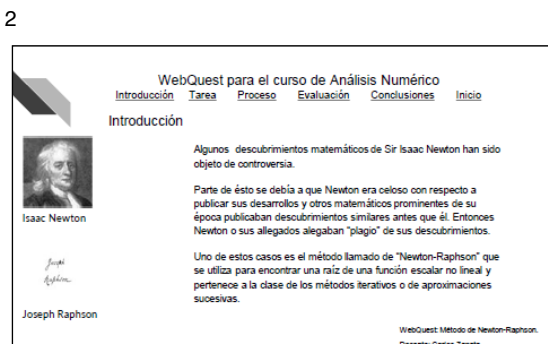 2
WebQuest para el curso de Análisis Numérico
Introducción Tarea Proceso Evaluación Conclusiones Inicio
Introducción
Algunos descubrimientos matemáticos de Sir Isaac Newton han sido
objeto de controversia.
Parte de ésto se debía a que Newton era celoso con respecto a
publicar sus desarrollos y otros matemáticos prominentes de su
época publicaban descubrimientos similares antes que él. Entonces
Newton o sus allegados alegaban "plagio" de sus descubrimientos.
Isaac Newton
Uno de estos casos es el método llamado de "Newton-Raphson" que
se utiliza para encontrar una raíz de una función escalar no lineal y
pertenece a la clase de los métodos iterativos o de aproximaciones
sucesivas.
Joseph
Raphson
Joseph Raphson
WebQuest: Método de Newton-Raphson.
Docente: Carlos Zapata